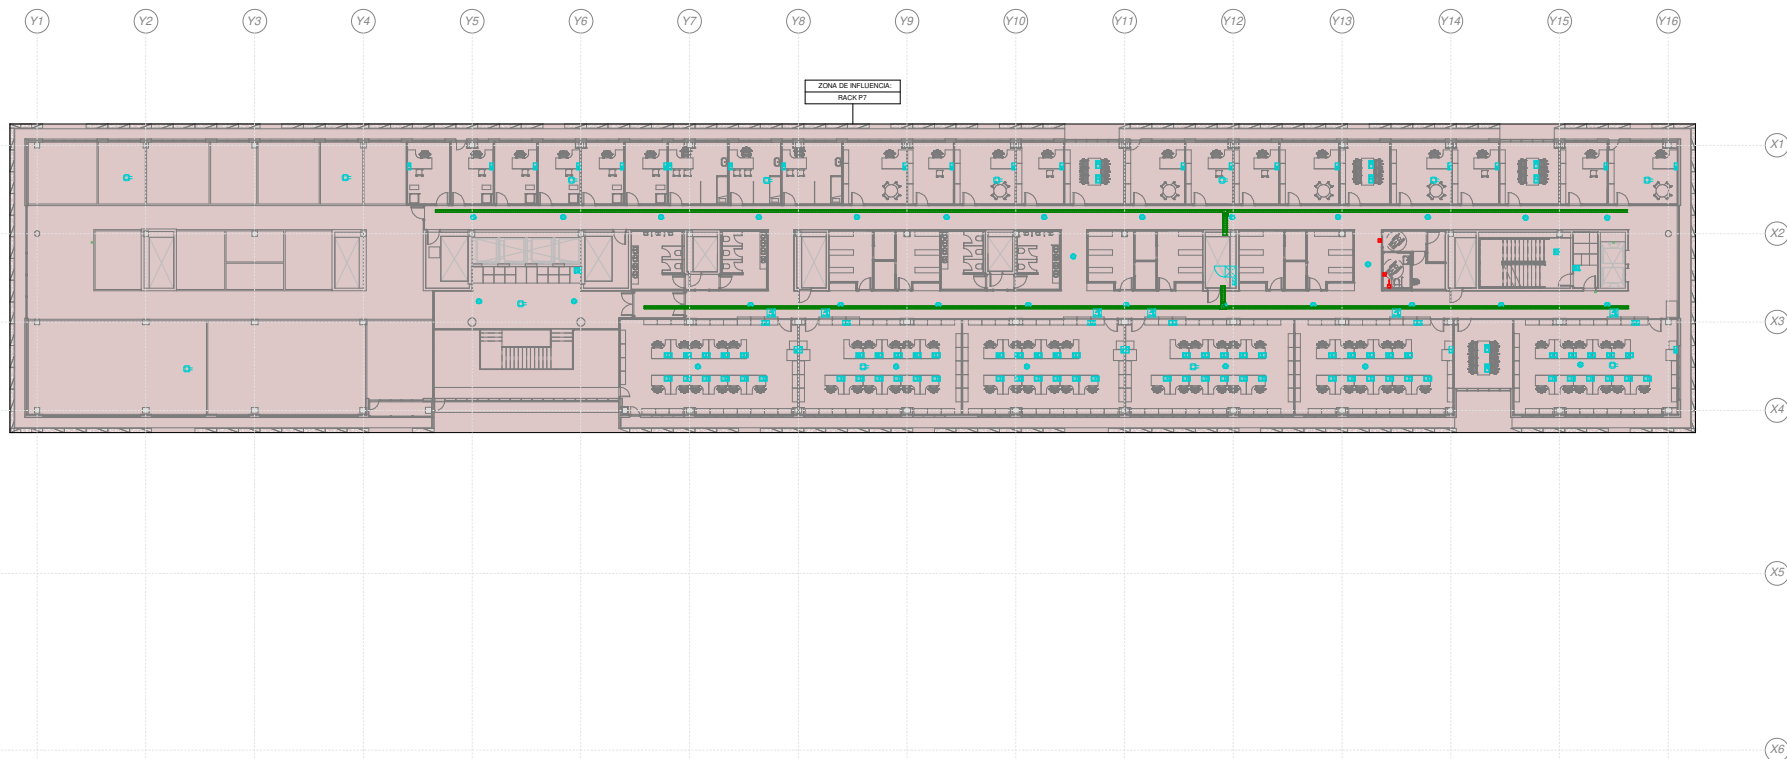 Y1 Y2 Y3 Y4 Y5 Y6 Y7 Y8 Y9 Y10 Y11 Y12 Y13 Y14 Y15 Y16
ZONA DE INFLUENCIA:
RACK P7
X1
X2
X3
X4
X5
X6